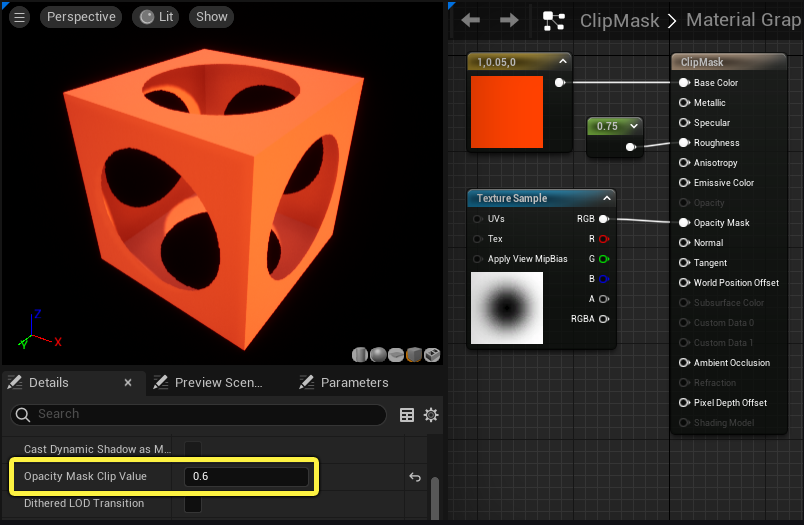 Perspective Lit Show
Z
X
Y
Details ×
Preview Scen...
Parameters
Search
Cast Dynamic Shadow as M...
Opacity Mask Clip Value 0.6
Dithered LOD Transition
ClipMask > Material Grap
1,0.05,0
0.75
Texture Sample
UVs RGB
Tex R
Apply View MipBias G
B
A
RGBA
ClipMask
Base Color
Metallic
Specular
Roughness
Anisotropy
Emissive Color
Opacity
Opacity Mask
Normal
Tangent
World Position Offset
Subsurface Color
Custom Data 0
Custom Data 1
Ambient Occlusion
Refraction
Pixel Depth Offset
Shading Model